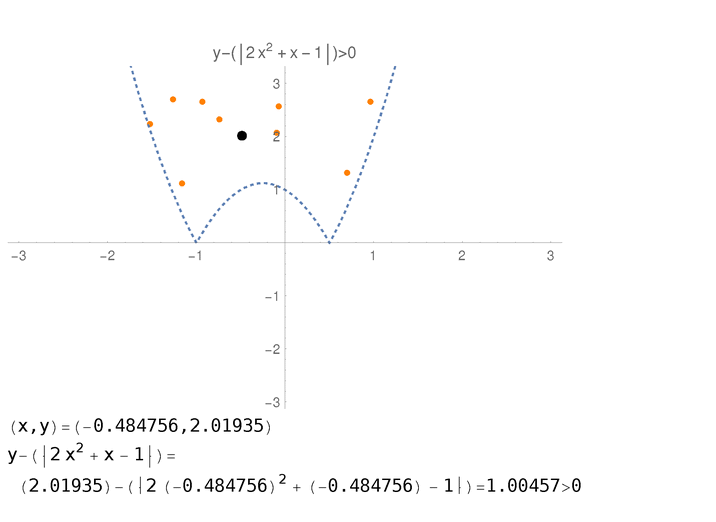 y−(|2x²+x−1|)>0
3
2
1
−3 −2 −1 1 2 3
−1
−2
−3
(x,y)=(−0.484756,2.01935)
y−(|2x²+x−1|)=
(2.01935)−(|2 (−0.484756)²+(−0.484756)−1|)=1.00457>0